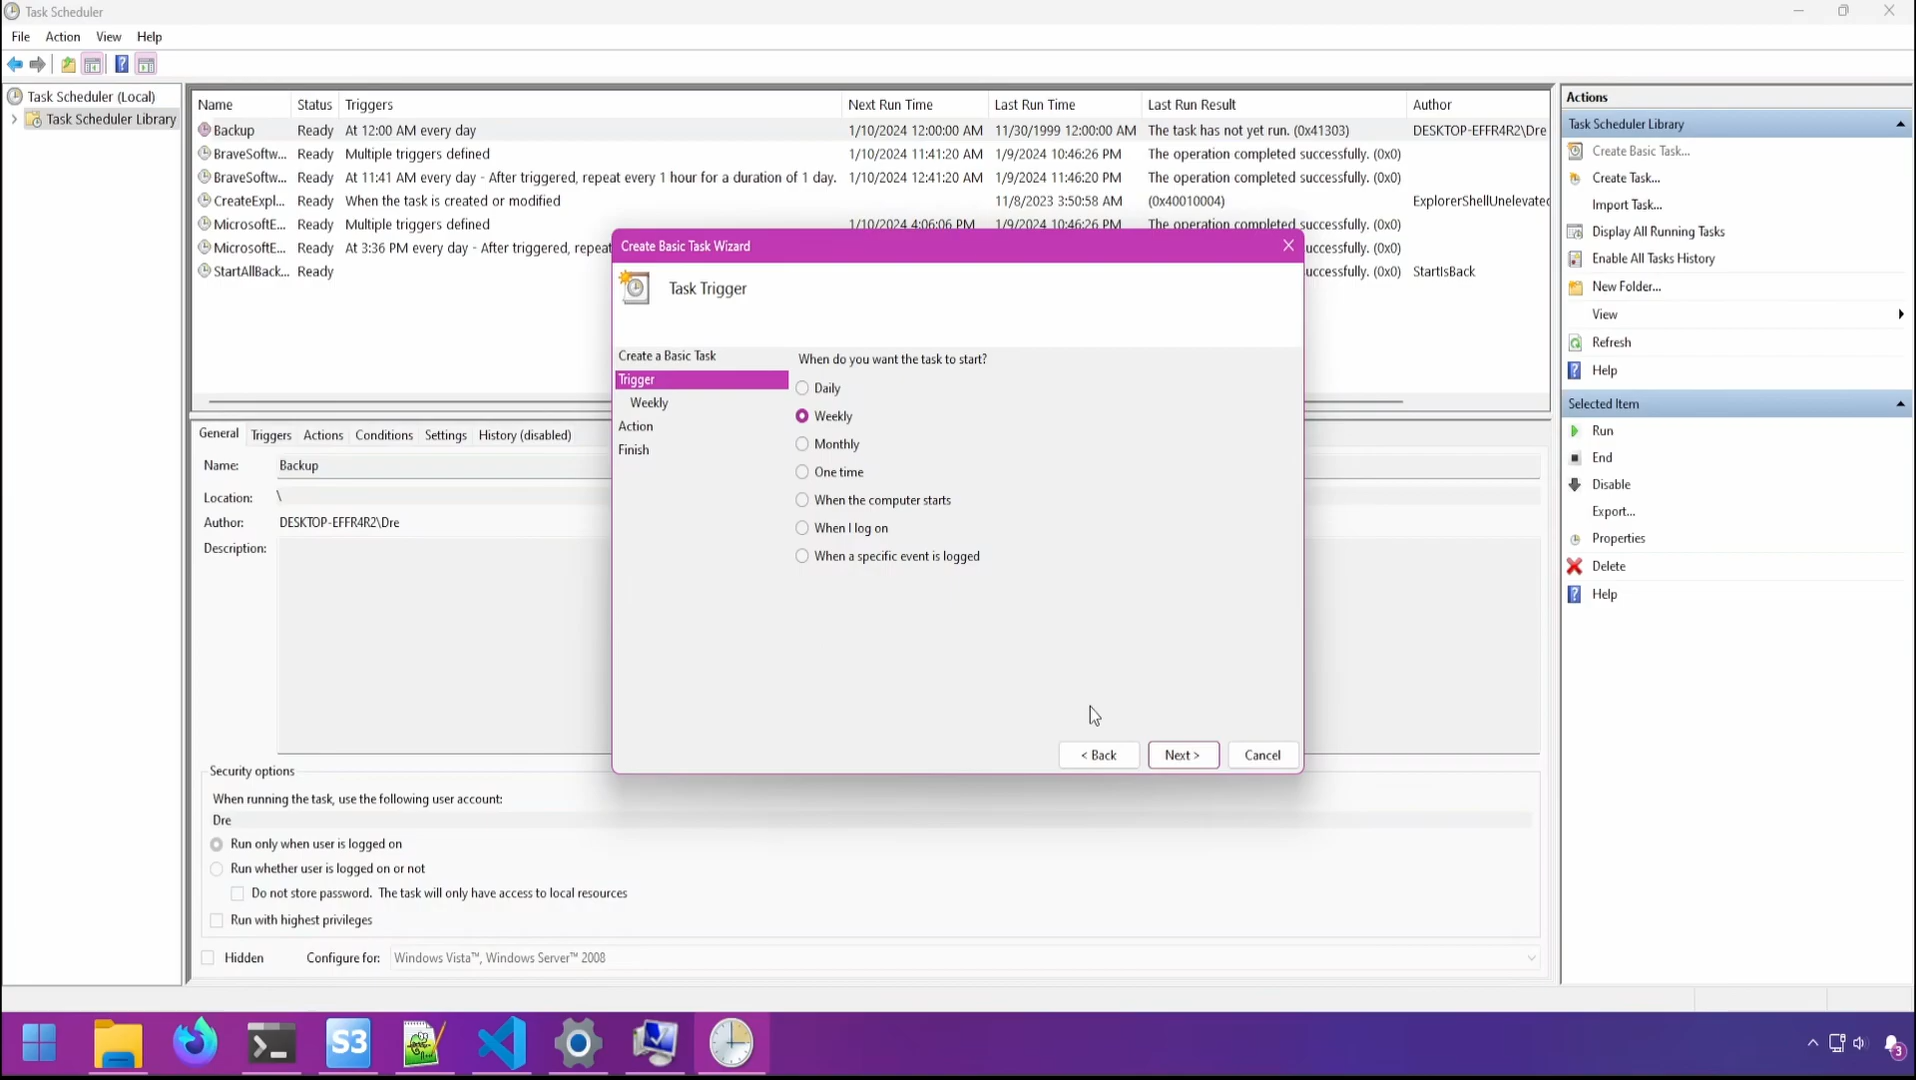 Task Scheduler
File Action View Help
Task Scheduler (Local)
Task Scheduler Library
Name Status Triggers Next Run Time Last Run Time Last Run Result Author
Backup Ready At 12:00 AM every day 1/10/2024 12:00:00 AM 11/30/1999 12:00:00 AM The task has not yet run. (0x41303) DESKTOP-EFFR4R2\Dre
BraveSoftw... Ready Multiple triggers defined 1/10/2024 11:41:20 AM 1/9/2024 10:46:26 PM The operation completed successfully. (0x0)
BraveSoftw... Ready At 11:41 AM every day - After triggered, repeat every 1 hour for a duration of 1 day. 1/10/2024 12:41:20 AM 1/9/2024 11:46:20 PM The operation completed successfully. (0x0)
CreateExpl... Ready When the task is created or modified 11/8/2023 3:50:58 AM (0x40010004) ExplorerShellUnelevated
MicrosoftE... Ready Multiple triggers defined 1/10/2024 4:06:06 PM 1/9/2024 10:46:26 PM The operation completed successfully. (0x0)
MicrosoftE... Ready At 3:36 PM every day - After triggered, repeat uccessfully. (0x0)
StartAllBack... Ready uccessfully. (0x0) StartIsBack
Create Basic Task Wizard
Task Trigger
Create a Basic Task
Trigger
Weekly
Action
Finish
When do you want the task to start?
Daily
Weekly
Monthly
One time
When the computer starts
When I log on
When a specific event is logged
< Back Next > Cancel
General Triggers Actions Conditions Settings History (disabled)
Name: Backup
Location: \
Author: DESKTOP-EFFR4R2\Dre
Description:
Security options
When running the task, use the following user account:
Dre
Run only when user is logged on
Run whether user is logged on or not
Do not store password. The task will only have access to local resources
Run with highest privileges
Hidden Configure for: Windows Vista™, Windows Server™ 2008
Actions
Task Scheduler Library
Create Basic Task...
Create Task...
Import Task...
Display All Running Tasks
Enable All Tasks History
New Folder...
View
Refresh
Help
Selected Item
Run
End
Disable
Export...
Properties
Delete
Help
S3
3